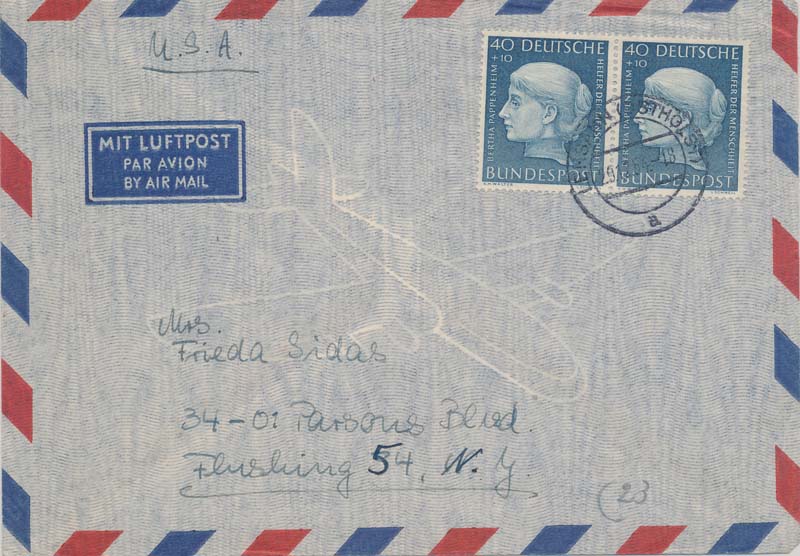 U.S.A.
40 DEUTSCHE
+10
BERTHA PAPPENHEIM
HELFER DER MENSCHHEIT
BUNDESPOST
40 DEUTSCHE
+10
BERTHA PAPPENHEIM
HELFER DER MENSCHHEIT
BUNDESPOST
a
MIT LUFTPOST
PAR AVION
BY AIR MAIL
Mrs.
Frieda Sidas
34-01 Parsons Blvd.
Flushing 54, N.Y.
(23